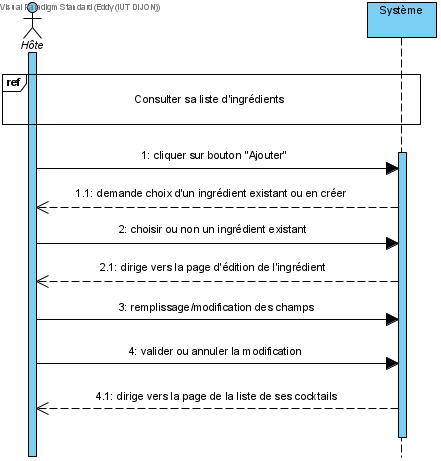 Visual Paradigm Standard (Eddy (IUT DIJON))
Système
Hôte
ref
Consulter sa liste d'ingrédients
1: cliquer sur bouton "Ajouter"
1.1: demande choix d'un ingrédient existant ou en créer
2: choisir ou non un ingrédient existant
2.1: dirige vers la page d'édition de l'ingrédient
3: remplissage/modification des champs
4: valider ou annuler la modification
4.1: dirige vers la page de la liste de ses cocktails